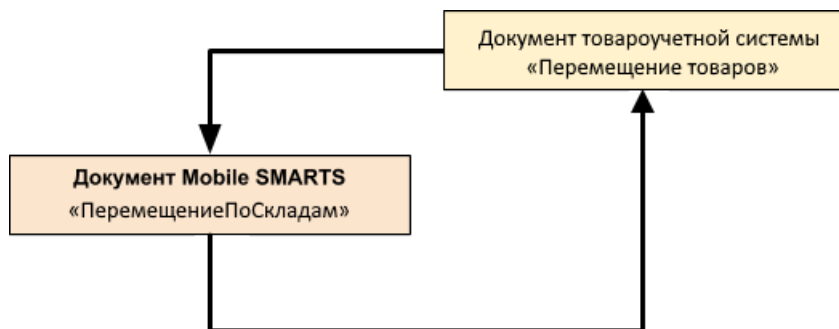 Документ товароучетной системы
«Перемещение товаров»
Документ Mobile SMARTS
«ПеремещениеПоСкладам»